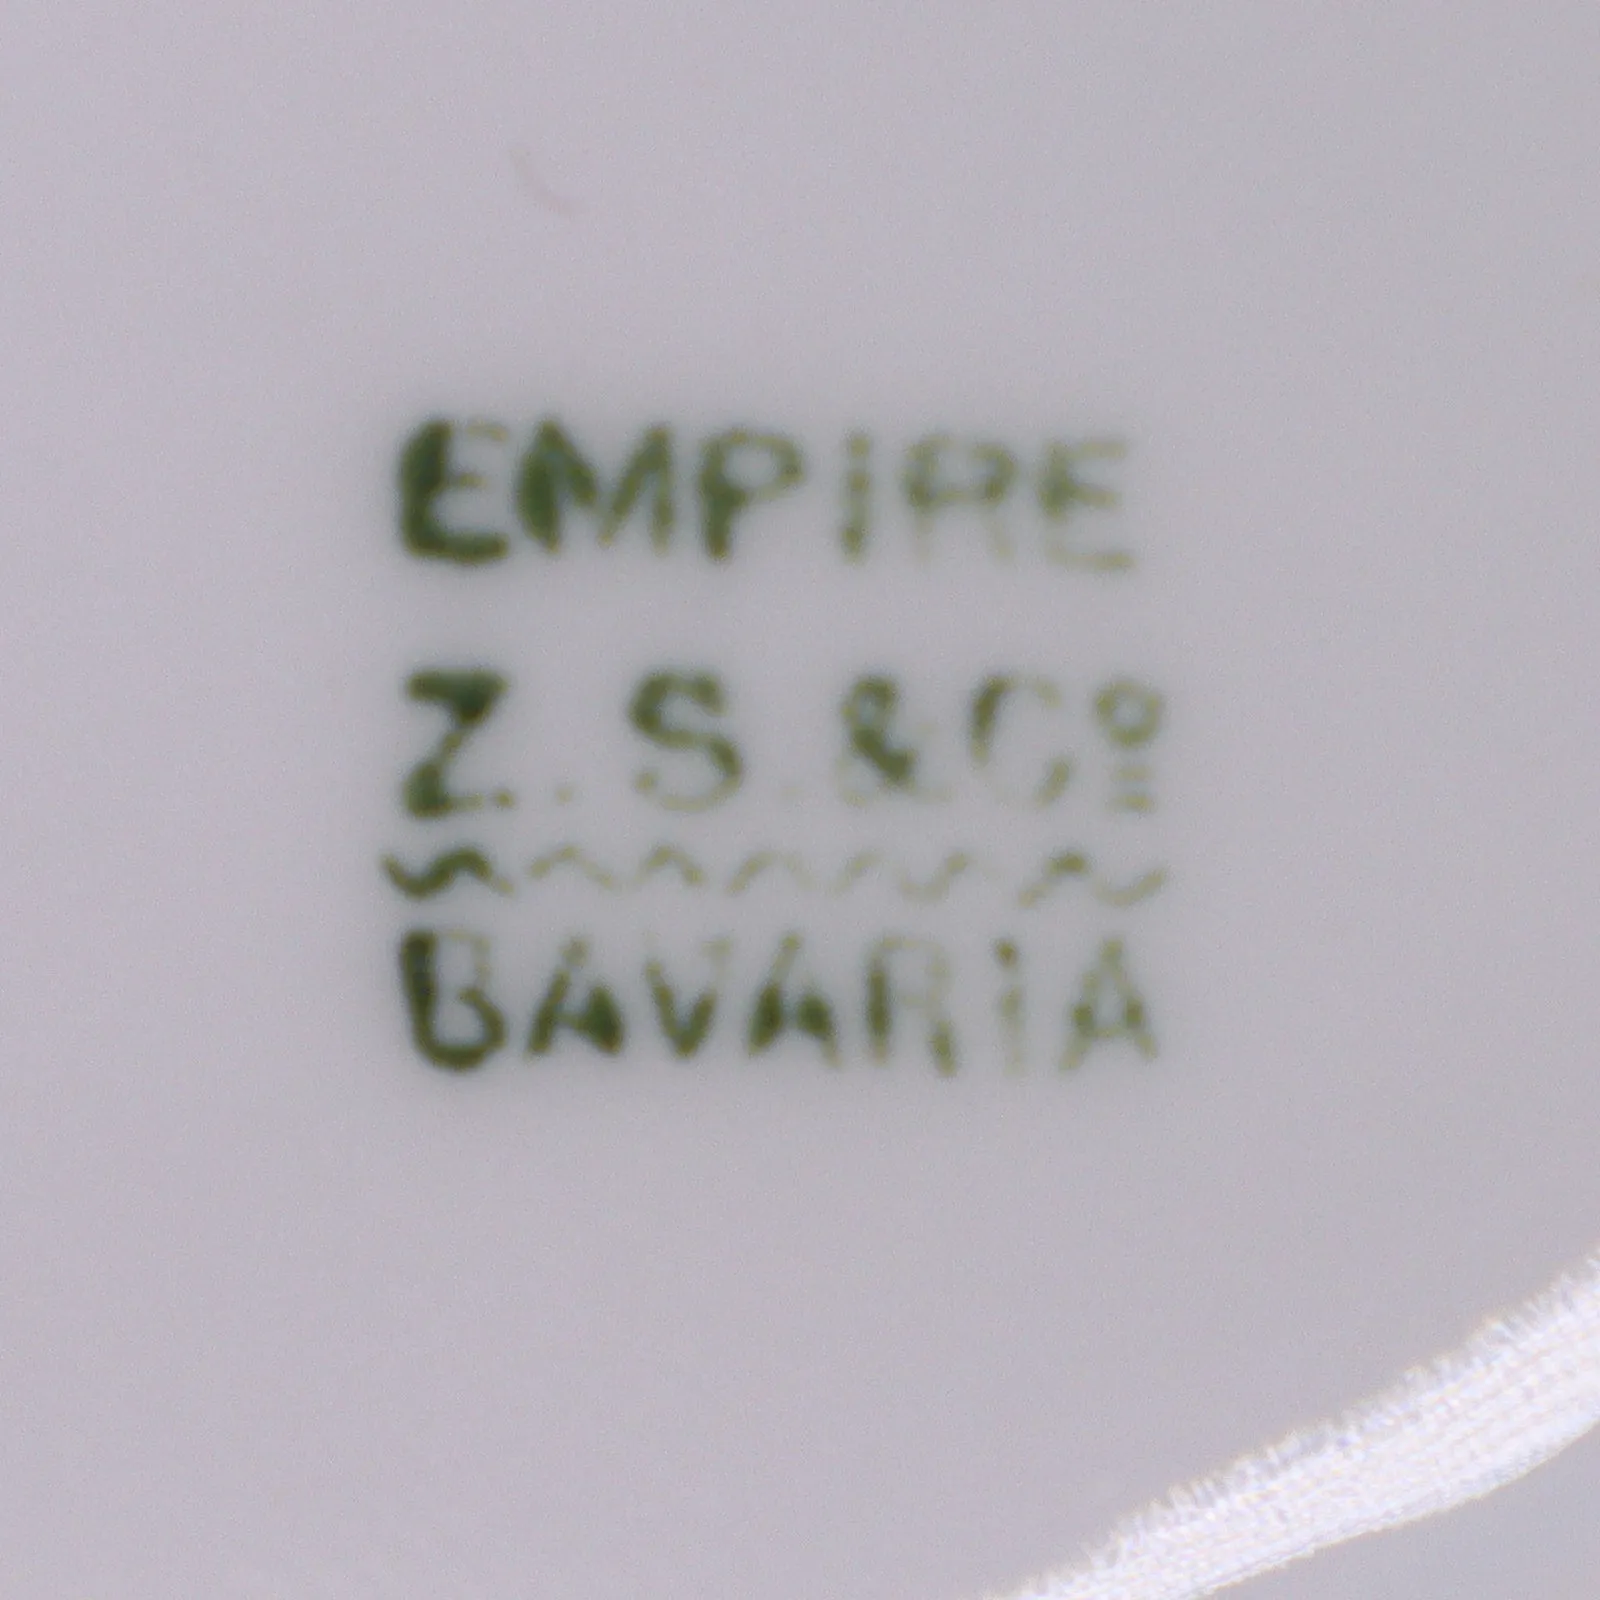 EMPIRE
Z. S. & Cº
BAVARIA